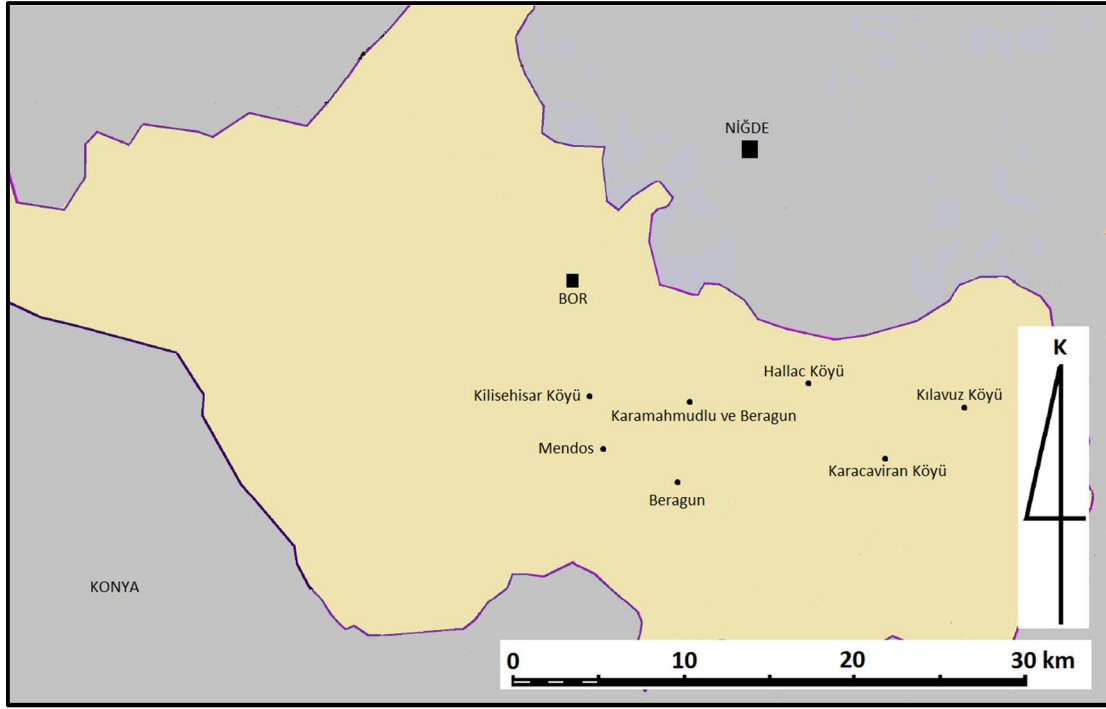 NİĞDE
BOR
K
Hallac Köyü
Kilisehisar Köyü
Kılavuz Köyü
Karamahmudlu ve Beragun
Mendos
Karacaviran Köyü
Beragun
KONYA
0 10 20 30 km